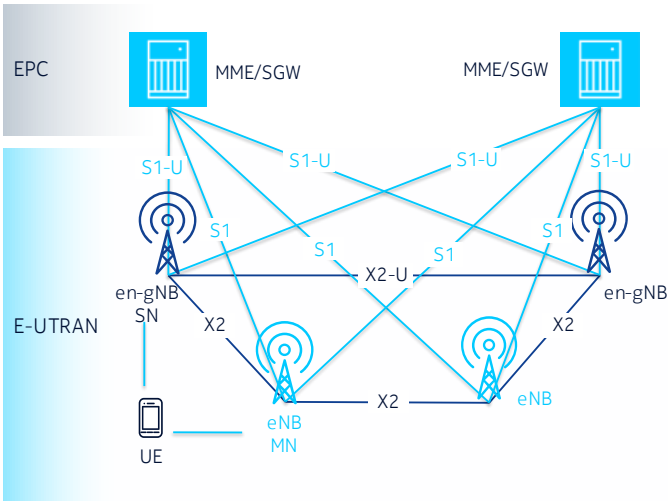 EPC
MME/SGW
MME/SGW
S1-U
S1-U
S1-U
S1-U
S1
S1
S1
S1
X2-U
en-gNB
SN
en-gNB
E-UTRAN
X2
X2
X2
eNB
eNB
MN
UE